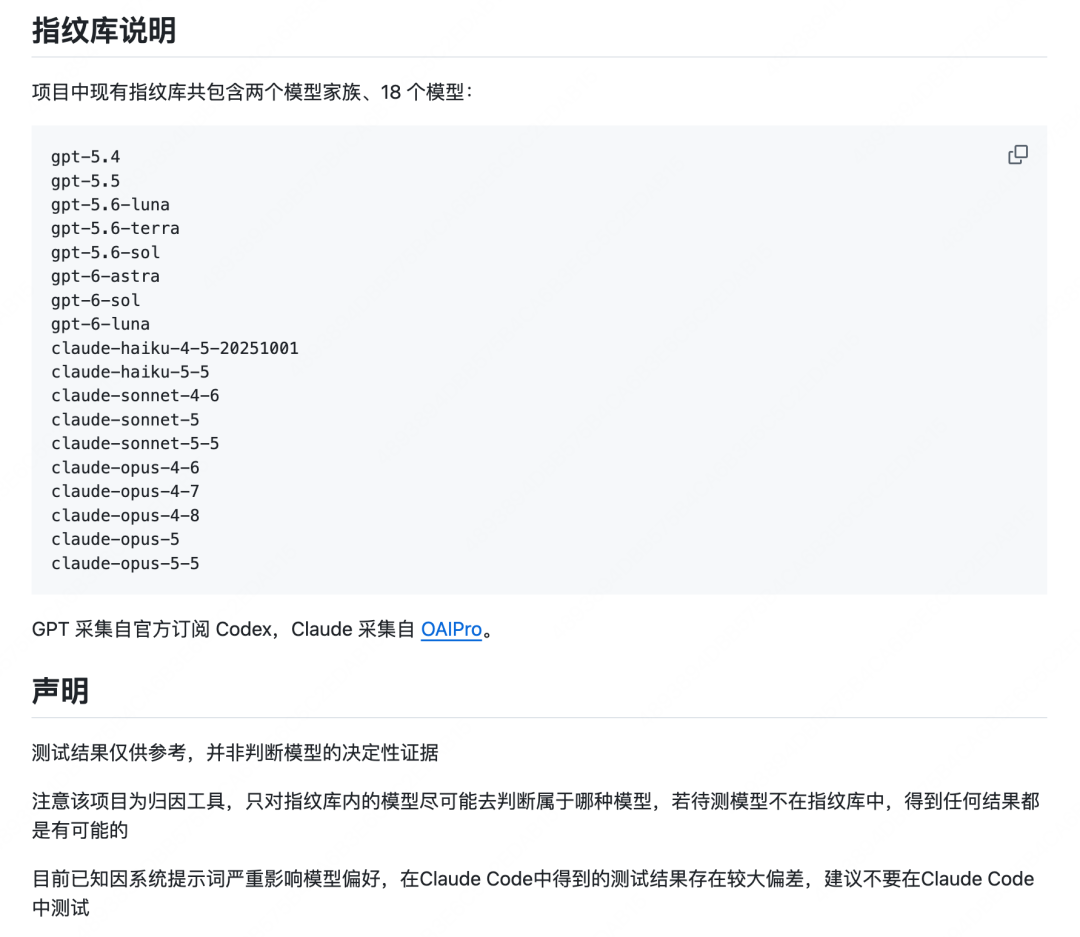 指纹库说明
项目中现有指纹库共包含两个模型家族、18 个模型：
gpt-5.4
gpt-5.5
gpt-5.6-luna
gpt-5.6-terra
gpt-5.6-sol
gpt-6-astra
gpt-6-sol
gpt-6-luna
claude-haiku-4-5-20251001
claude-haiku-5-5
claude-sonnet-4-6
claude-sonnet-5
claude-sonnet-5-5
claude-opus-4-6
claude-opus-4-7
claude-opus-4-8
claude-opus-5
claude-opus-5-5
GPT 采集自官方订阅 Codex，Claude 采集自 OAIPro。
声明
测试结果仅供参考，并非判断模型的决定性证据
注意该项目为归因工具，只对指纹库内的模型尽可能去判断属于哪种模型，若待测模型不在指纹库中，得到任何结果都
是有可能的
目前已知因系统提示词严重影响模型偏好，在Claude Code中得到的测试结果存在较大偏差，建议不要在Claude Code
中测试